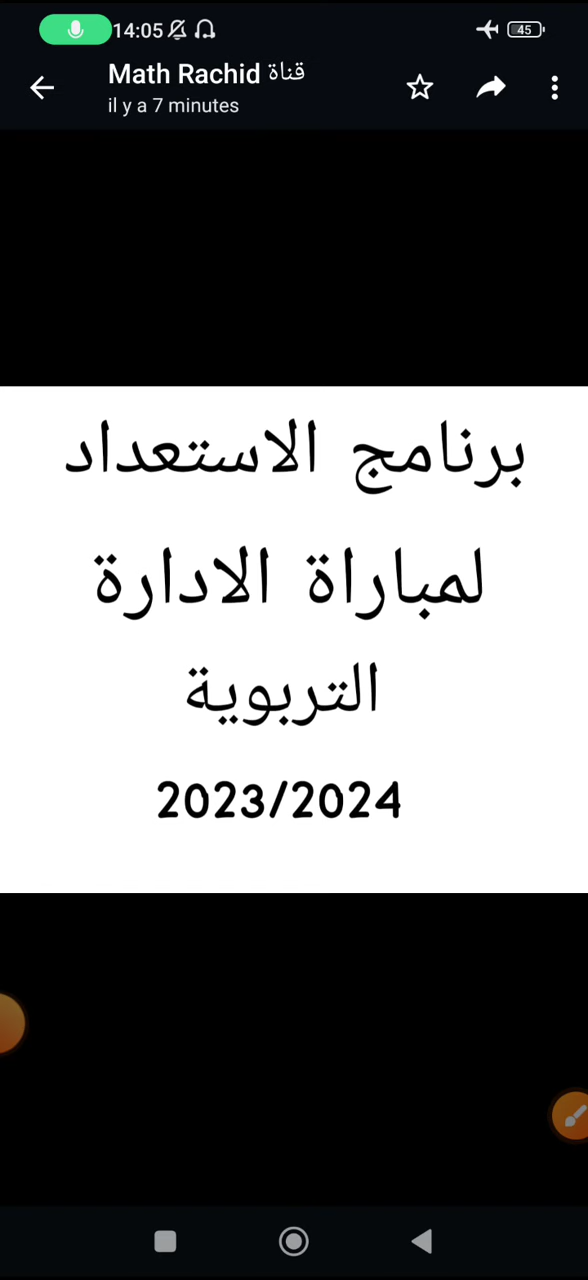 14:05
45
Math Rachid قناة
il y a 7 minutes
برنامج الاستعداد
لمباراة الادارة
التربوية
2023/2024